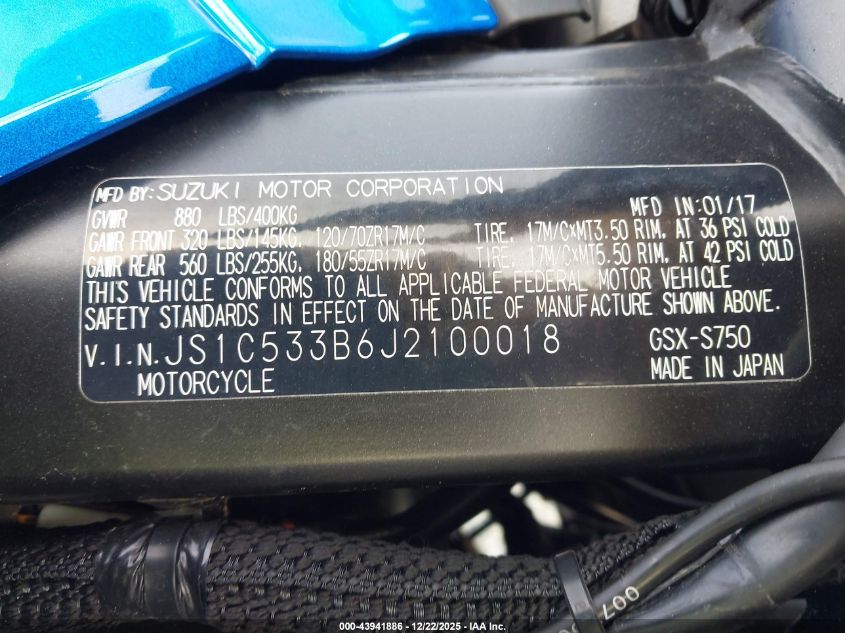 MFD BY: SUZUKI MOTOR CORPORATION
GVWR 880 LBS/400KG MFD IN: 01/17
GAWR FRONT 320 LBS/145KG. 120/70ZR17M/C TIRE. 17M/C×MT3.50 RIM. AT 36 PSI COLD
GAWR REAR 560 LBS/255KG. 180/55ZR17M/C TIRE. 17M/C×MT5.50 RIM. AT 42 PSI COLD
THIS VEHICLE CONFORMS TO ALL APPLICABLE FEDERAL MOTOR VEHICLE
SAFETY STANDARDS IN EFFECT ON THE DATE OF MANUFACTURE SHOWN ABOVE.
V.I.N. JS1C533B6J2100018 GSX-S750
MOTORCYCLE MADE IN JAPAN
000-43941886 - 12/22/2025 - IAA Inc.